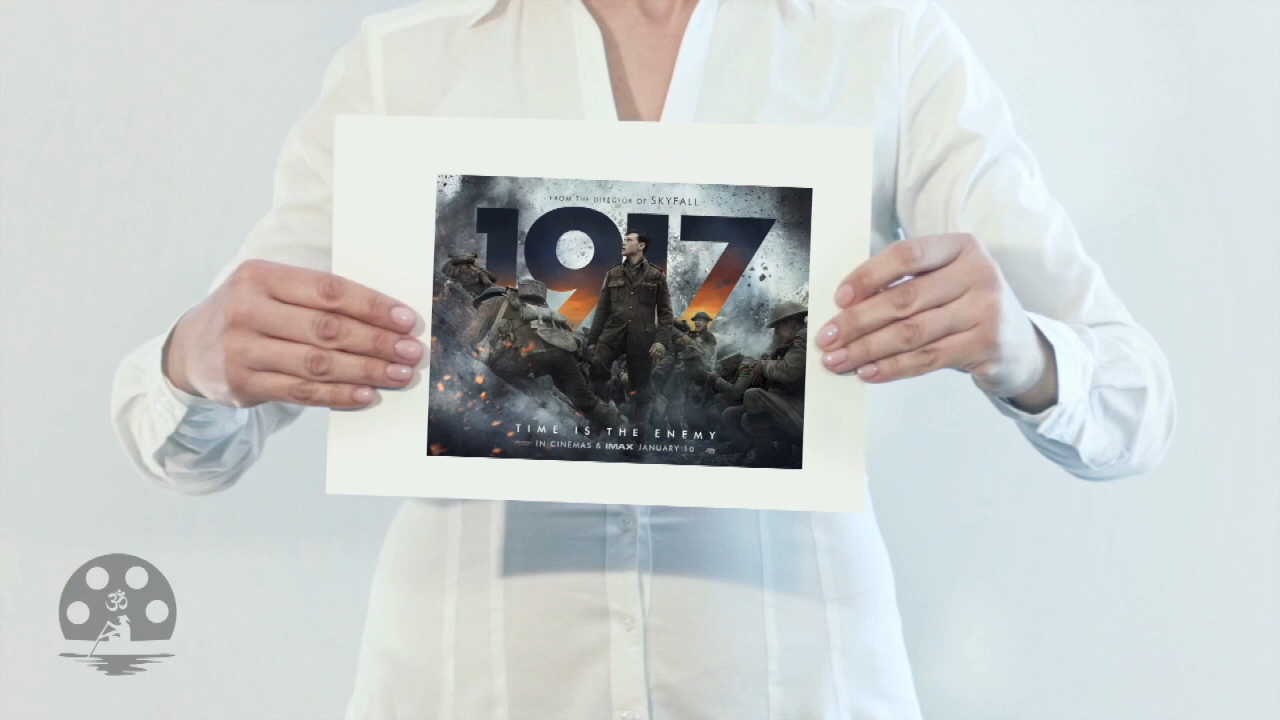 FROM THE DIRECTOR OF SKYFALL
1917
TIME IS THE ENEMY
IN CINEMAS & IMAX JANUARY 10
ॐ